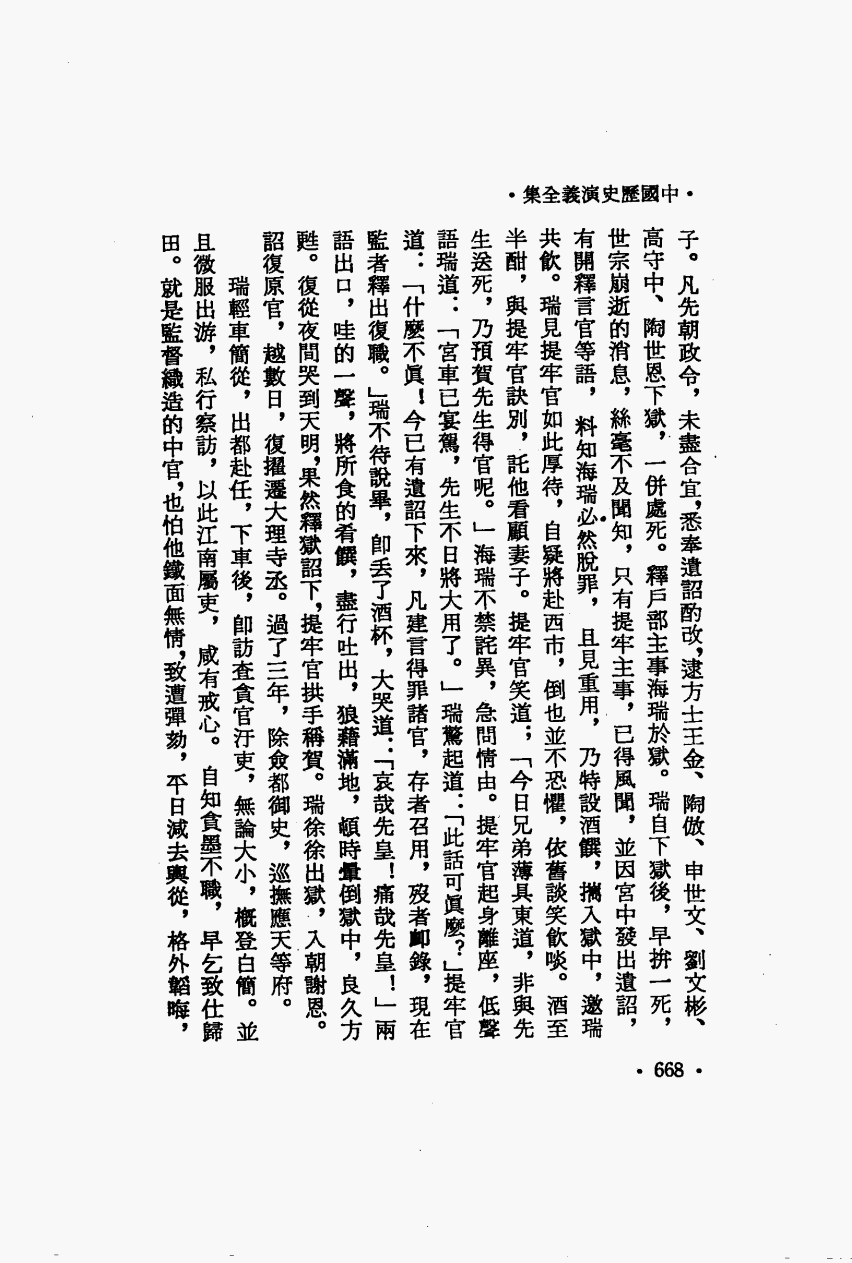 ·中國歷史演義全集·
子。凡先朝政令，未盡合宜，悉奉遺詔酌改，逮方士王金、陶倣、申世文、劉文彬、
高守中、陶世恩下獄，一併處死。釋戶部主事海瑞於獄。瑞自下獄後，早拚一死，
世宗崩逝的消息，絲毫不及聞知，只有提牢主事，已得風聞，並因宮中發出遺詔，
有開釋言官等語，料知海瑞必然脫罪，且見重用，乃特設酒饌，攜入獄中，邀瑞
共飲。瑞見提牢官如此厚待，自疑將赴西市，倒也並不恐懼，依舊談笑飲啖。酒至
半酣，與提牢官訣別，託他看顧妻子。提牢官笑道；「今日兄弟薄具東道，非與先
生送死，乃預賀先生得官呢。」海瑞不禁詫異，急問情由。提牢官起身離座，低聲
語瑞道：「宮車已宴駕，先生不日將大用了。」瑞驚起道：「此話可真麼？」提牢官
道：「什麼不真！今已有遺詔下來，凡建言得罪諸官，存者召用，歿者卹錄，現在
監者釋出復職。」瑞不待說畢，卽丟了酒杯，大哭道：「哀哉先皇！痛哉先皇！」兩
語出口，哇的一聲，將所食的肴饌，盡行吐出，狼藉滿地，頓時暈倒獄中，良久方
甦。復從夜間哭到天明，果然釋獄詔下，提牢官拱手稱賀。瑞徐徐出獄，入朝謝恩。
詔復原官，越數日，復擢遷大理寺丞。過了三年，除僉都御史，巡撫應天等府。
瑞輕車簡從，出都赴任，下車後，卽訪查貪官汙吏，無論大小，概登白簡。並
且微服出游，私行察訪，以此江南屬吏，咸有戒心。自知貪墨不職，早乞致仕歸
田。就是監督織造的中官，也怕他鐵面無情，致遭彈劾，平日減去輿從，格外韜晦，
·668·